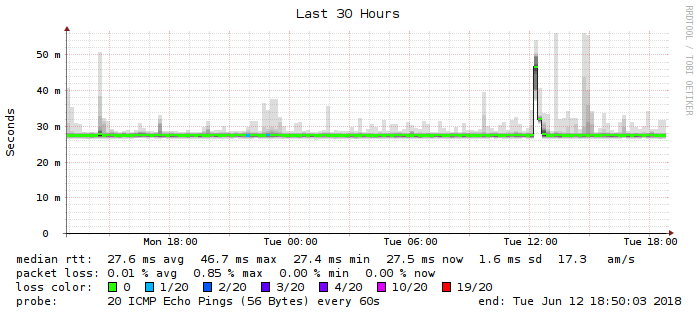 Last 30 Hours
RRDTOOL / TOBI OETIKER
Seconds
50 m
40 m
30 m
20 m
10 m
0
Mon 18:00 Tue 00:00 Tue 06:00 Tue 12:00 Tue 18:00
median rtt: 27.6 ms avg 46.7 ms max 27.4 ms min 27.5 ms now 1.6 ms sd 17.3 am/s
packet loss: 0.01 % avg 0.85 % max 0.00 % min 0.00 % now
loss color: 0 1/20 2/20 3/20 4/20 10/20 19/20
probe: 20 ICMP Echo Pings (56 Bytes) every 60s end: Tue Jun 12 18:50:03 2018